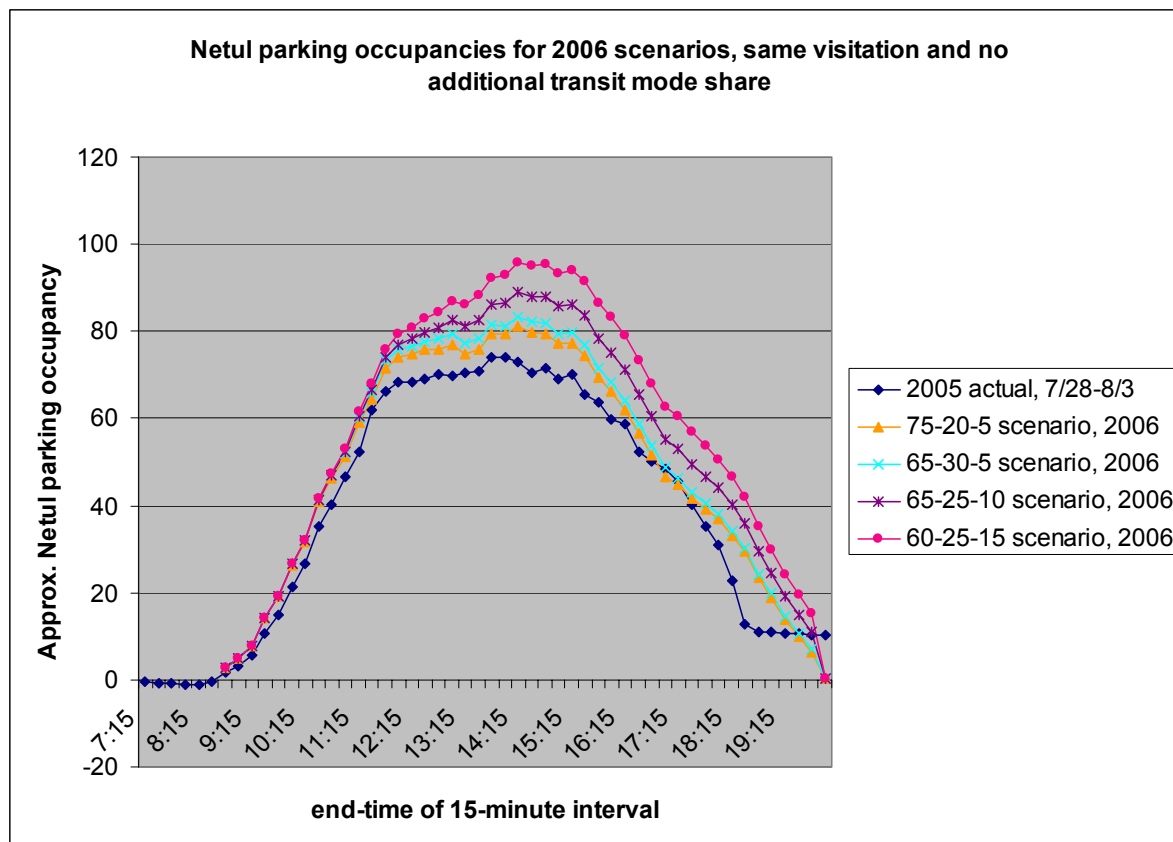 Netul parking occupancies for 2006 scenarios, same visitation and no
additional transit mode share
120
100
80
60
40
20
0
-20
Approx. Netul parking occupancy
7:15
8:15
9:15
10:15
11:15
12:15
13:15
14:15
15:15
16:15
17:15
18:15
19:15
end-time of 15-minute interval
2005 actual, 7/28-8/3
75-20-5 scenario, 2006
65-30-5 scenario, 2006
65-25-10 scenario, 2006
60-25-15 scenario, 2006